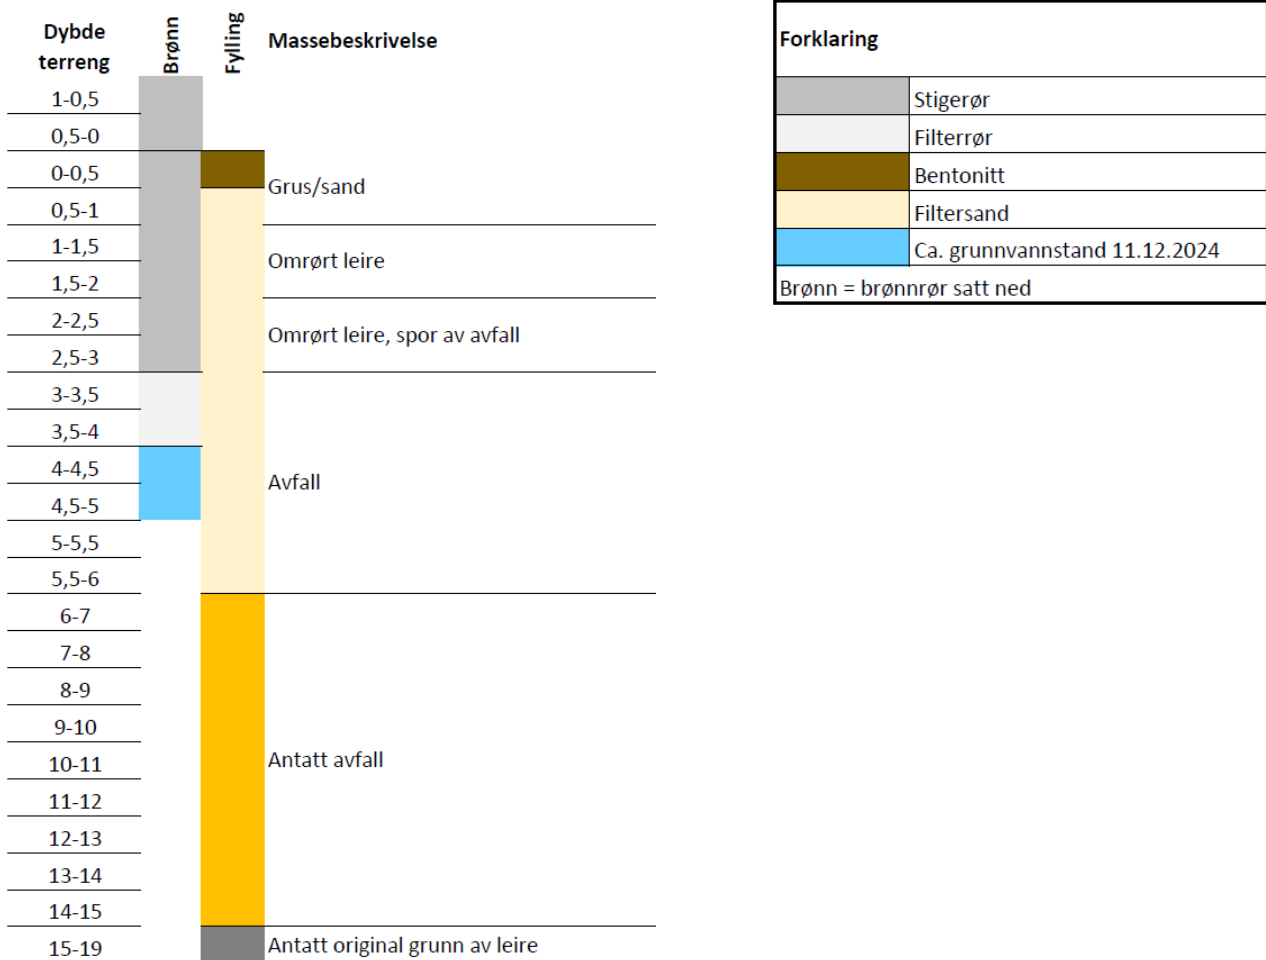 Dybde
terreng
Brønn
Fylling
Massebeskrivelse
1-0,5
0,5-0
0-0,5
Grus/sand
0,5-1
1-1,5
Omrørt leire
1,5-2
2-2,5
Omrørt leire, spor av avfall
2,5-3
3-3,5
3,5-4
4-4,5
Avfall
4,5-5
5-5,5
5,5-6
6-7
7-8
8-9
9-10
10-11
Antatt avfall
11-12
12-13
13-14
14-15
15-19
Antatt original grunn av leire
Forklaring
Stigerør
Filterrør
Bentonitt
Filtersand
Ca. grunnvannstand 11.12.2024
Brønn = brønnrør satt ned